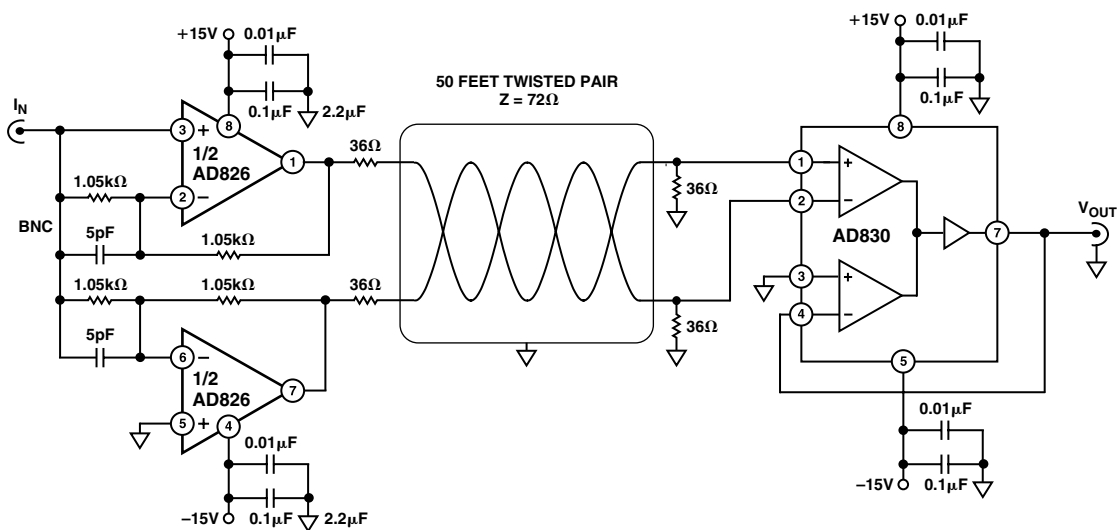 +15V
0.01μF
0.1μF
2.2μF
50 FEET TWISTED PAIR
Z = 72Ω
+15V
0.01μF
0.1μF
IN
3
+
8
1/2
AD826
1
36Ω
1.05kΩ
2
–
BNC
5pF
1.05kΩ
36Ω
1
+
8
2
–
AD830
7
VOUT
1.05kΩ
1.05kΩ
36Ω
3
+
5pF
36Ω
4
–
6
–
5
1/2
AD826
7
5
+
4
0.01μF
0.1μF
2.2μF
–15V
0.01μF
0.1μF
–15V